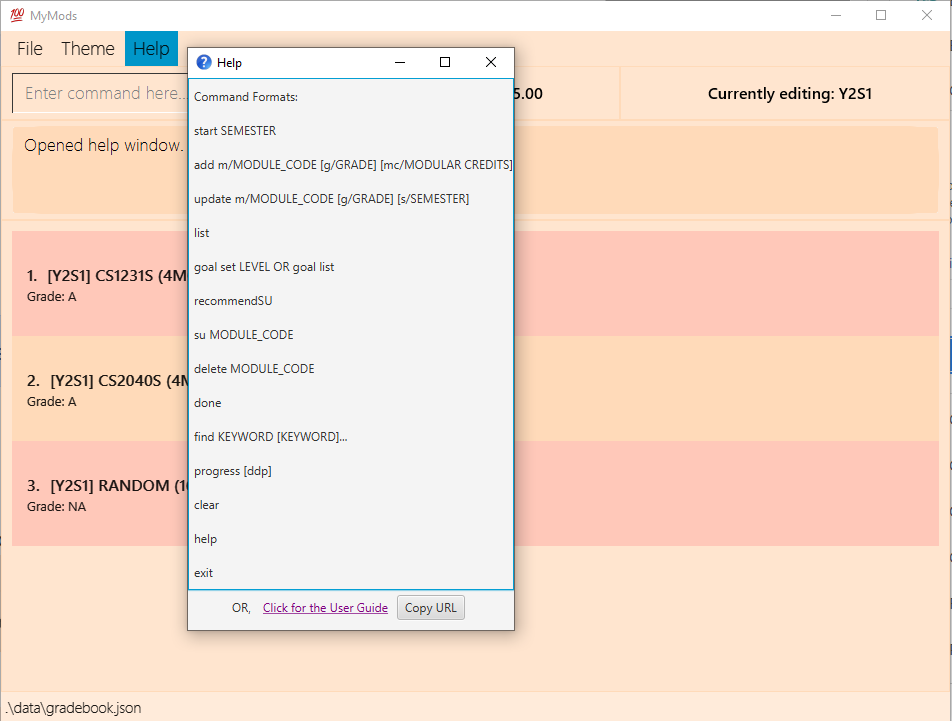 MyMods
File Theme Help
Help
Enter command here...
5.00
Currently editing: Y2S1
Opened help window.
Command Formats:
start SEMESTER
add m/MODULE_CODE [g/GRADE] [mc/MODULAR CREDITS]
update m/MODULE_CODE [g/GRADE] [s/SEMESTER]
list
goal set LEVEL OR goal list
recommendSU
su MODULE_CODE
delete MODULE_CODE
done
find KEYWORD [KEYWORD]...
progress [ddp]
clear
help
exit
OR, Click for the User Guide Copy URL
1. [Y2S1] CS1231S (4M
Grade: A
2. [Y2S1] CS2040S (4M
Grade: A
3. [Y2S1] RANDOM (10
Grade: NA
.\data\gradebook.json